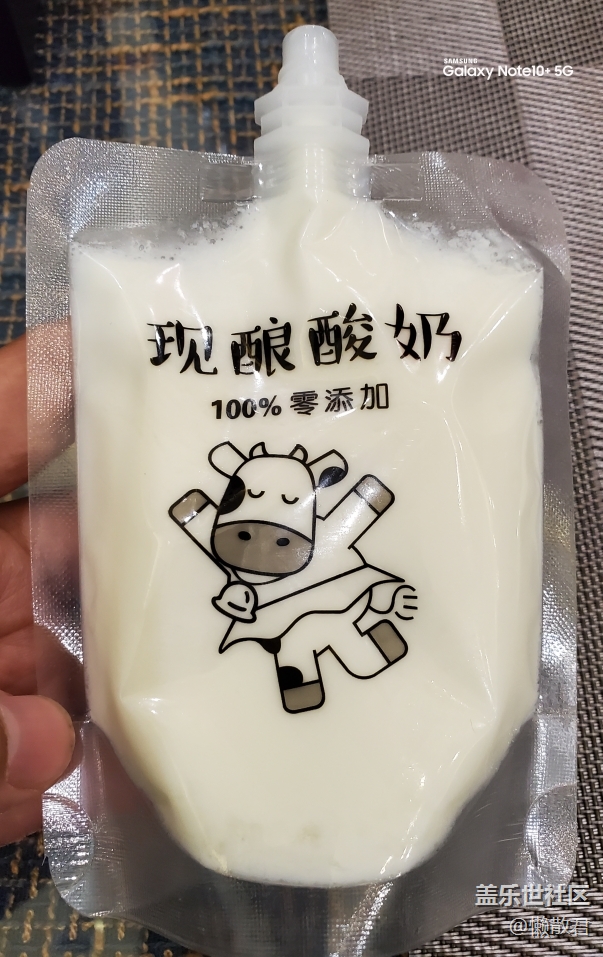 SAMSUNG
Galaxy Note10+ 5G
现酿酸奶
100%零添加
盖乐世社区
@懒散君